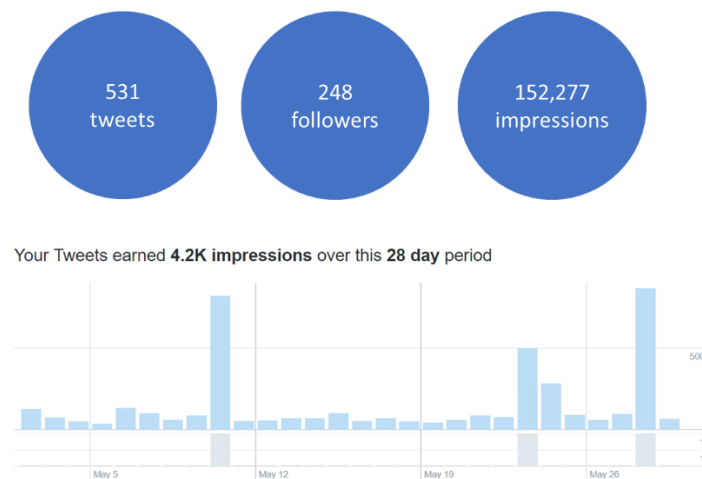 531
tweets
248
followers
152,277
impressions
Your Tweets earned 4.2K impressions over this 28 day period
May 5
May 12
May 19
May 26